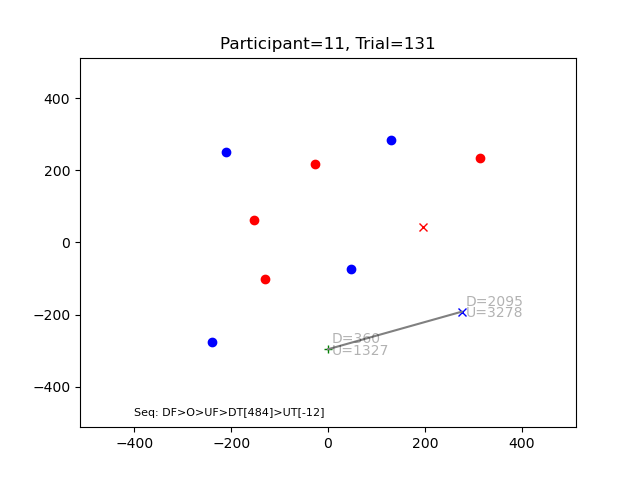 Participant=11, Trial=131
400
200
0
−200
−400
D=2095
U=3278
D=360
U=1327
Seq: DF>O>UF>DT[484]>UT[-12]
−400
−200
0
200
400